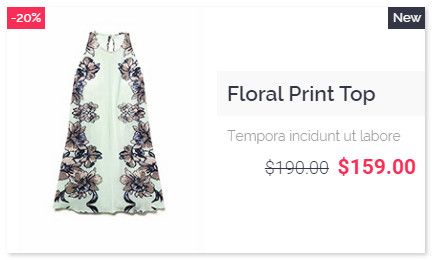 -20%
New
Floral Print Top
Tempora incidunt ut labore
$190.00 $159.00